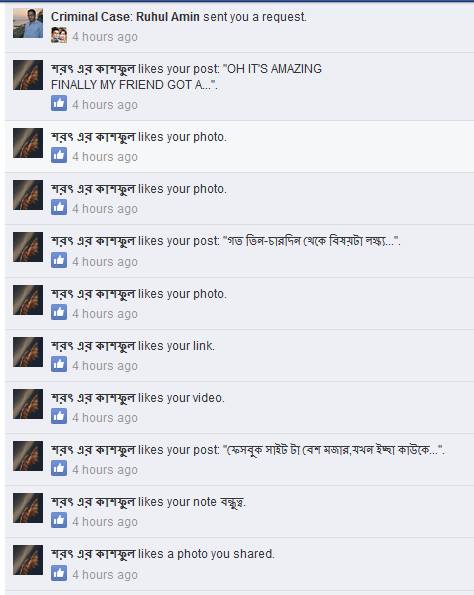 Criminal Case: Ruhul Amin sent you a request.
4 hours ago
শরৎ এর কাশফুল likes your post: "OH IT'S AMAZING
FINALLY MY FRIEND GOT A...".
4 hours ago
শরৎ এর কাশফুল likes your photo.
4 hours ago
শরৎ এর কাশফুল likes your photo.
4 hours ago
শরৎ এর কাশফুল likes your post: "গত তিন-চারদিন থেকে বিষয়টা লক্ষ্য...".
4 hours ago
শরৎ এর কাশফুল likes your photo.
4 hours ago
শরৎ এর কাশফুল likes your link.
4 hours ago
শরৎ এর কাশফুল likes your video.
4 hours ago
শরৎ এর কাশফুল likes your post: "ফেসবুক সাইট টা বেশ মজার,যখন ইচ্ছা কাউকে...".
4 hours ago
শরৎ এর কাশফুল likes your note বন্ধুত্ব.
4 hours ago
শরৎ এর কাশফুল likes a photo you shared.
4 hours ago